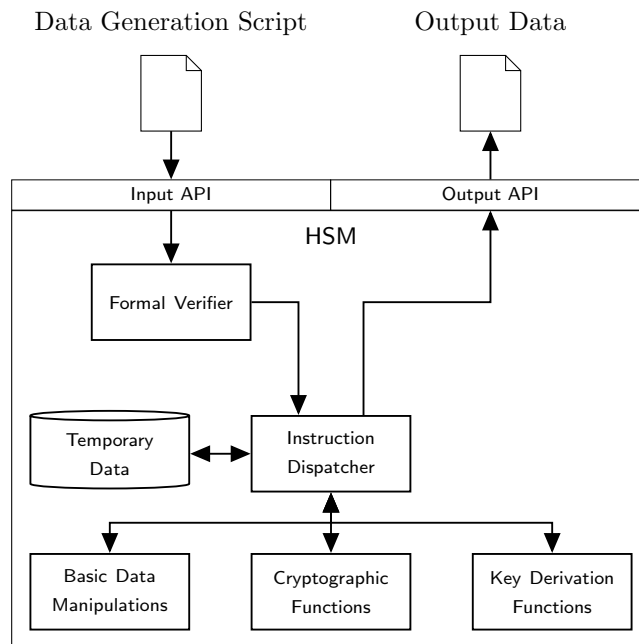 Data Generation Script
Output Data
Input API
Output API
HSM
Formal Verifier
Temporary
Data
Instruction
Dispatcher
Basic Data
Manipulations
Cryptographic
Functions
Key Derivation
Functions